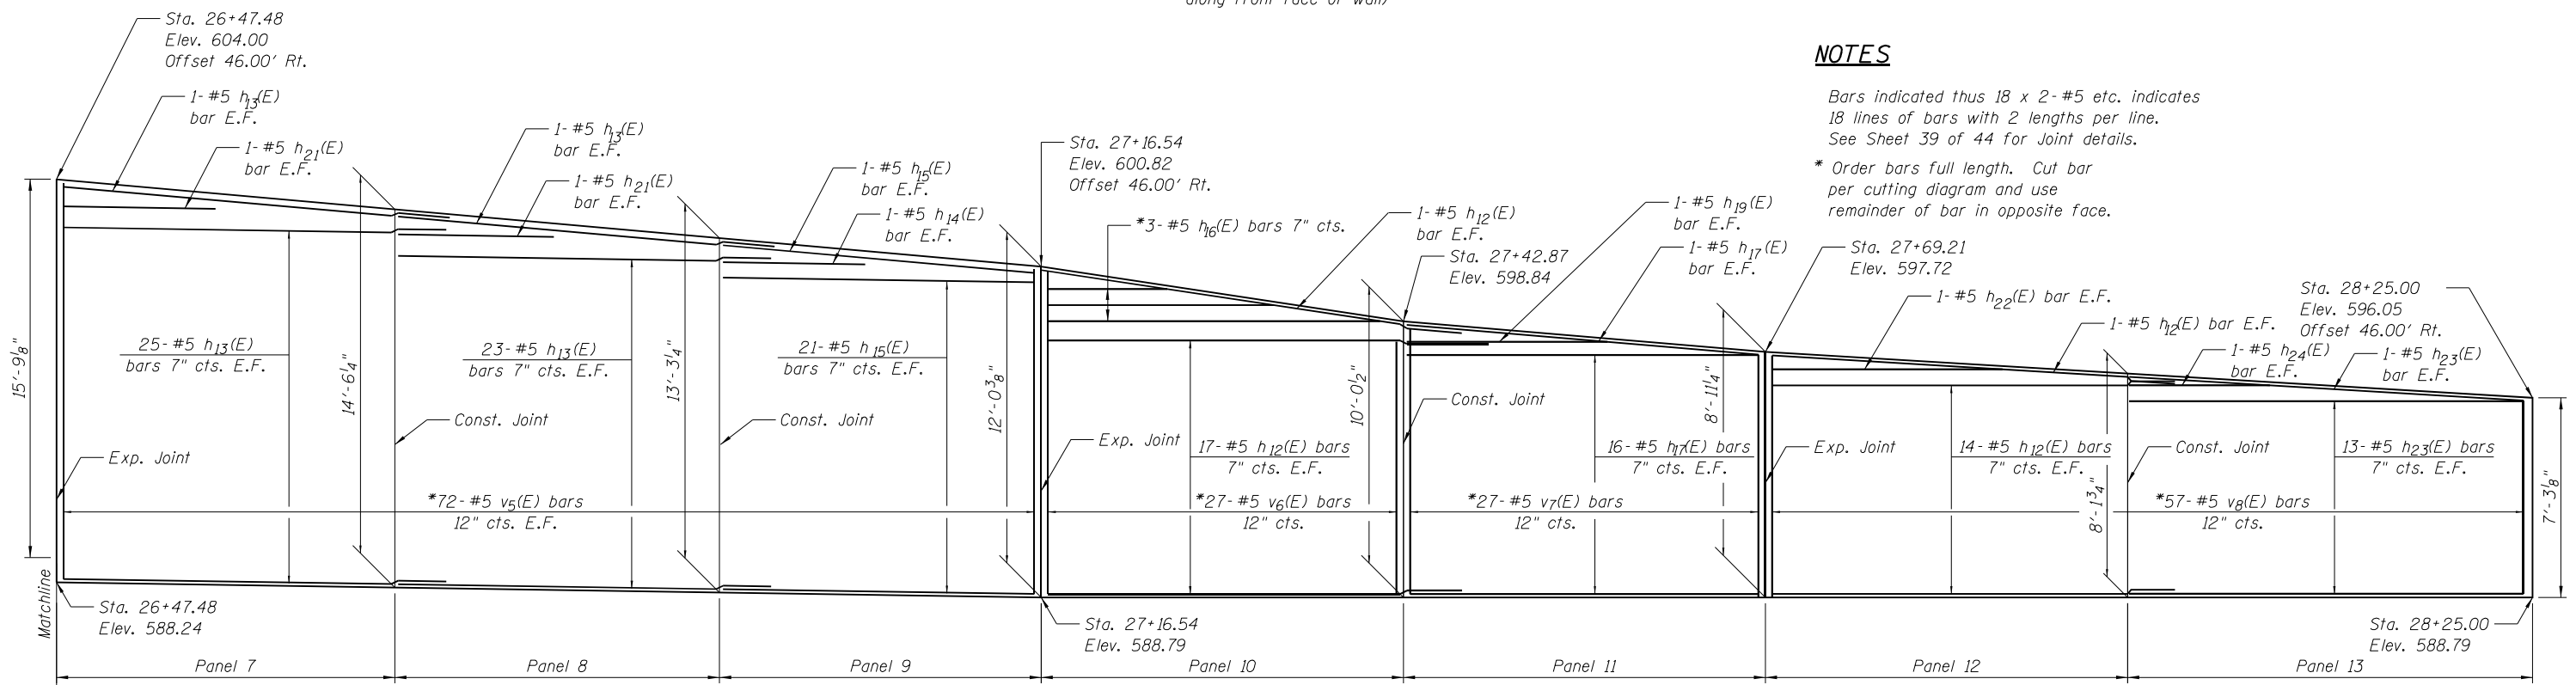 along front face of wall)
Sta. 26+47.48
Elev. 604.00
Offset 46.00' Rt.
1-#5 h13(E)
bar E.F.
1-#5 h21(E)
bar E.F.
1-#5 h13(E)
bar E.F.
1-#5 h21(E)
bar E.F.
1-#5 h15(E)
bar E.F.
1-#5 h14(E)
bar E.F.
Sta. 27+16.54
Elev. 600.82
Offset 46.00' Rt.
*3-#5 h16(E) bars 7" cts.
1-#5 h12(E)
bar E.F.
Sta. 27+42.87
Elev. 598.84
1-#5 h19(E)
bar E.F.
1-#5 h17(E)
bar E.F.
NOTES
Bars indicated thus 18 x 2-#5 etc. indicates
18 lines of bars with 2 lengths per line.
See Sheet 39 of 44 for Joint details.
* Order bars full length. Cut bar
per cutting diagram and use
remainder of bar in opposite face.
Sta. 27+69.21
Elev. 597.72
1-#5 h22(E) bar E.F.
1-#5 h12(E) bar E.F.
Sta. 28+25.00
Elev. 596.05
Offset 46.00' Rt.
1-#5 h24(E)
bar E.F.
1-#5 h23(E)
bar E.F.
15'-9 1/8"
25-#5 h13(E)
bars 7" cts. E.F.
14'-6 1/4"
23-#5 h13(E)
bars 7" cts. E.F.
13'-3 1/4"
21-#5 h15(E)
bars 7" cts. E.F.
12'-0 3/8"
10'-0 1/2"
8'-11 1/4"
8'-1 3/4"
7'-3 1/8"
Exp. Joint
Const. Joint
Const. Joint
Exp. Joint
Const. Joint
Exp. Joint
Const. Joint
17-#5 h12(E) bars
7" cts. E.F.
16-#5 h17(E) bars
7" cts. E.F.
14-#5 h12(E) bars
7" cts. E.F.
13-#5 h23(E) bars
7" cts. E.F.
*72-#5 v5(E) bars
12" cts. E.F.
*27-#5 v6(E) bars
12" cts.
*27-#5 v7(E) bars
12" cts.
*57-#5 v8(E) bars
12" cts.
Matchline
Sta. 26+47.48
Elev. 588.24
Sta. 27+16.54
Elev. 588.79
Sta. 28+25.00
Elev. 588.79
Panel 7
Panel 8
Panel 9
Panel 10
Panel 11
Panel 12
Panel 13